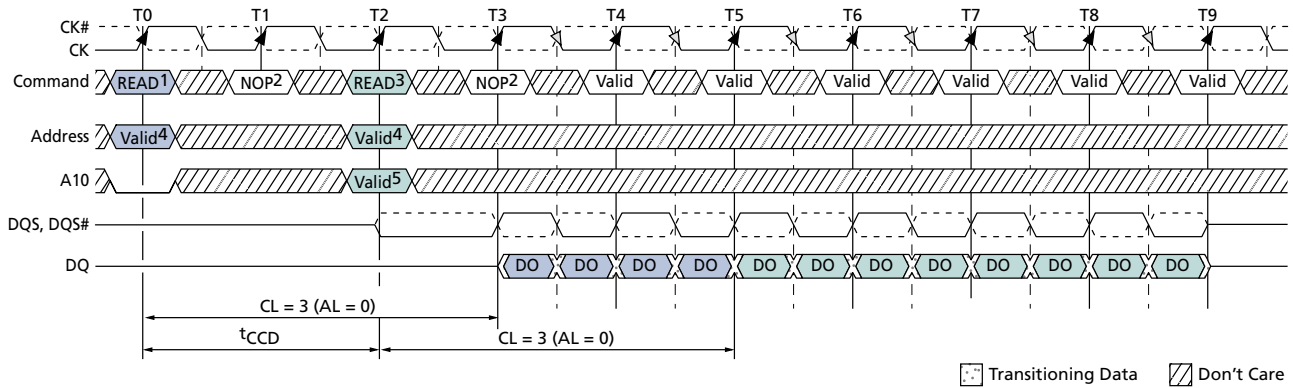 T0 T1 T2 T3 T4 T5 T6 T7 T8 T9
CK#
CK
Command READ1 NOP2 READ3 NOP2 Valid Valid Valid Valid Valid Valid
Address Valid4 Valid4
A10 Valid5
DQS, DQS#
DQ DO DO DO DO DO DO DO DO DO DO DO DO
CL = 3 (AL = 0)
tCCD CL = 3 (AL = 0)
Transitioning Data Don't Care